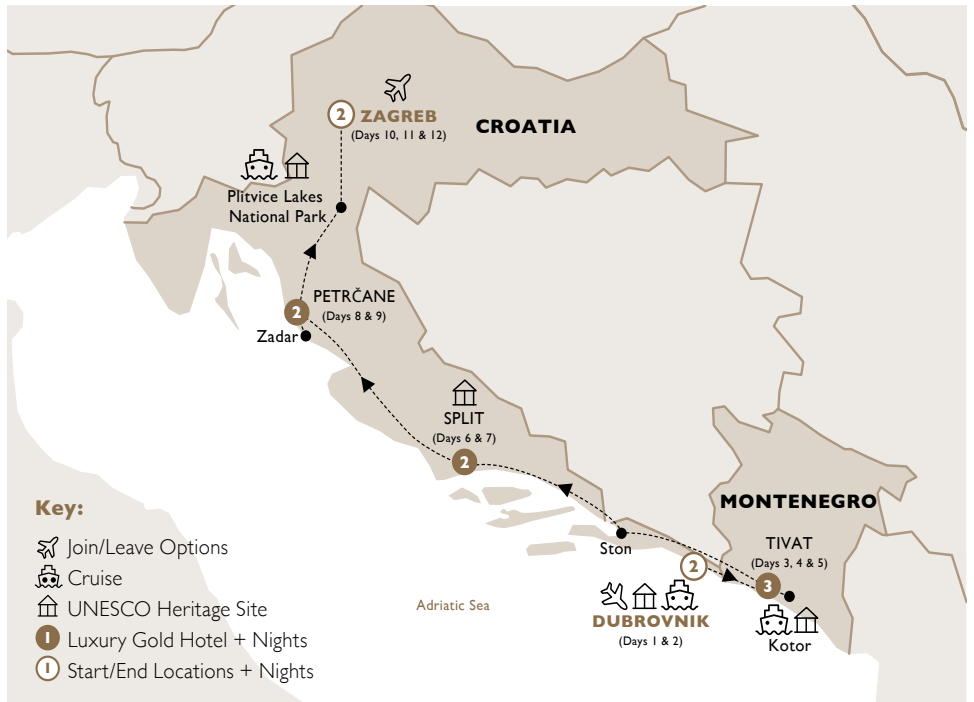 2 ZAGREB
(Days 10, 11 & 12)
CROATIA
Plitvice Lakes
National Park
PETRČANE
2
(Days 8 & 9)
Zadar
SPLIT
(Days 6 & 7)
2
MONTENEGRO
Ston
TIVAT
(Days 3, 4 & 5)
2
3
DUBROVNIK
(Days 1 & 2)
Kotor
Adriatic Sea
Key:
Join/Leave Options
Cruise
UNESCO Heritage Site
1 Luxury Gold Hotel + Nights
1 Start/End Locations + Nights